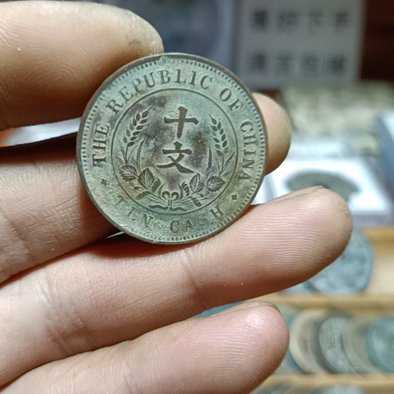 THE REPUBLIC OF CHINA
十
文
TEN CASH